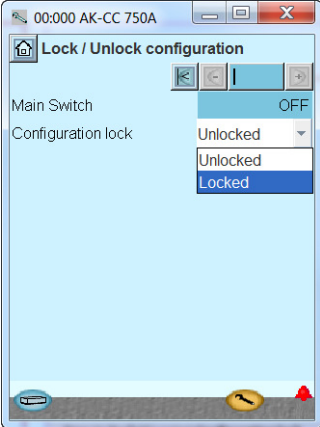 00:000 AK-CC 750A
Lock / Unlock configuration
Main Switch OFF
Configuration lock Unlocked
Unlocked
Locked